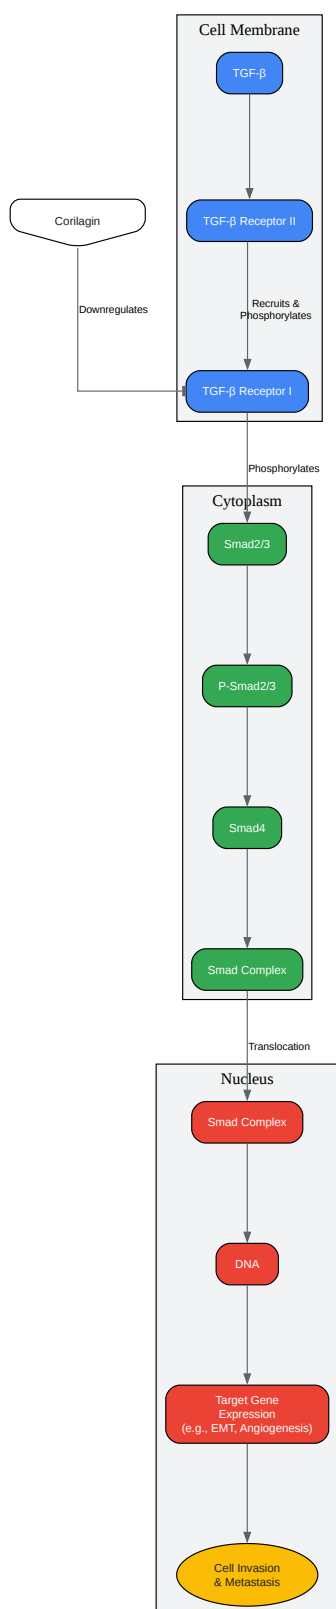 Cell Membrane
TGF-β
TGF-β Receptor II
Corilagin
Downregulates
Recruits &
Phosphorylates
TGF-β Receptor I
Phosphorylates
Cytoplasm
Smad2/3
P-Smad2/3
Smad4
Smad Complex
Translocation
Nucleus
Smad Complex
DNA
Target Gene
Expression
(e.g., EMT, Angiogenesis)
Cell Invasion
& Metastasis